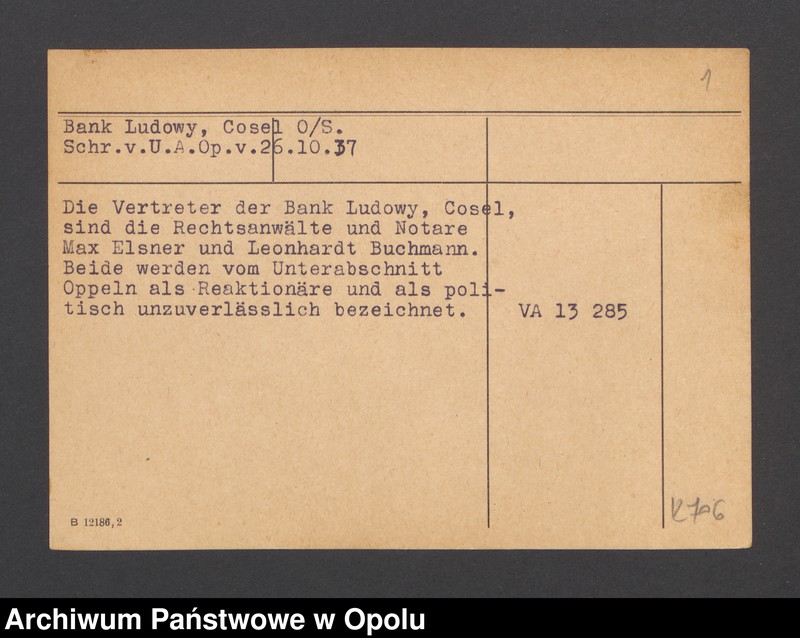 1
Bank Ludowy, Cosel O/S.
Schr.v.U.A.Op.v.26.10.37
Die Vertreter der Bank Ludowy, Cosel,
sind die Rechtsanwälte und Notare
Max Elsner und Leonhardt Buchmann.
Beide werden vom Unterabschnitt
Oppeln als Reaktionäre und als poli-
tisch unzuverlässlich bezeichnet. VA 13 285
B 12186, 2
Archiwum Państwowe w Opolu